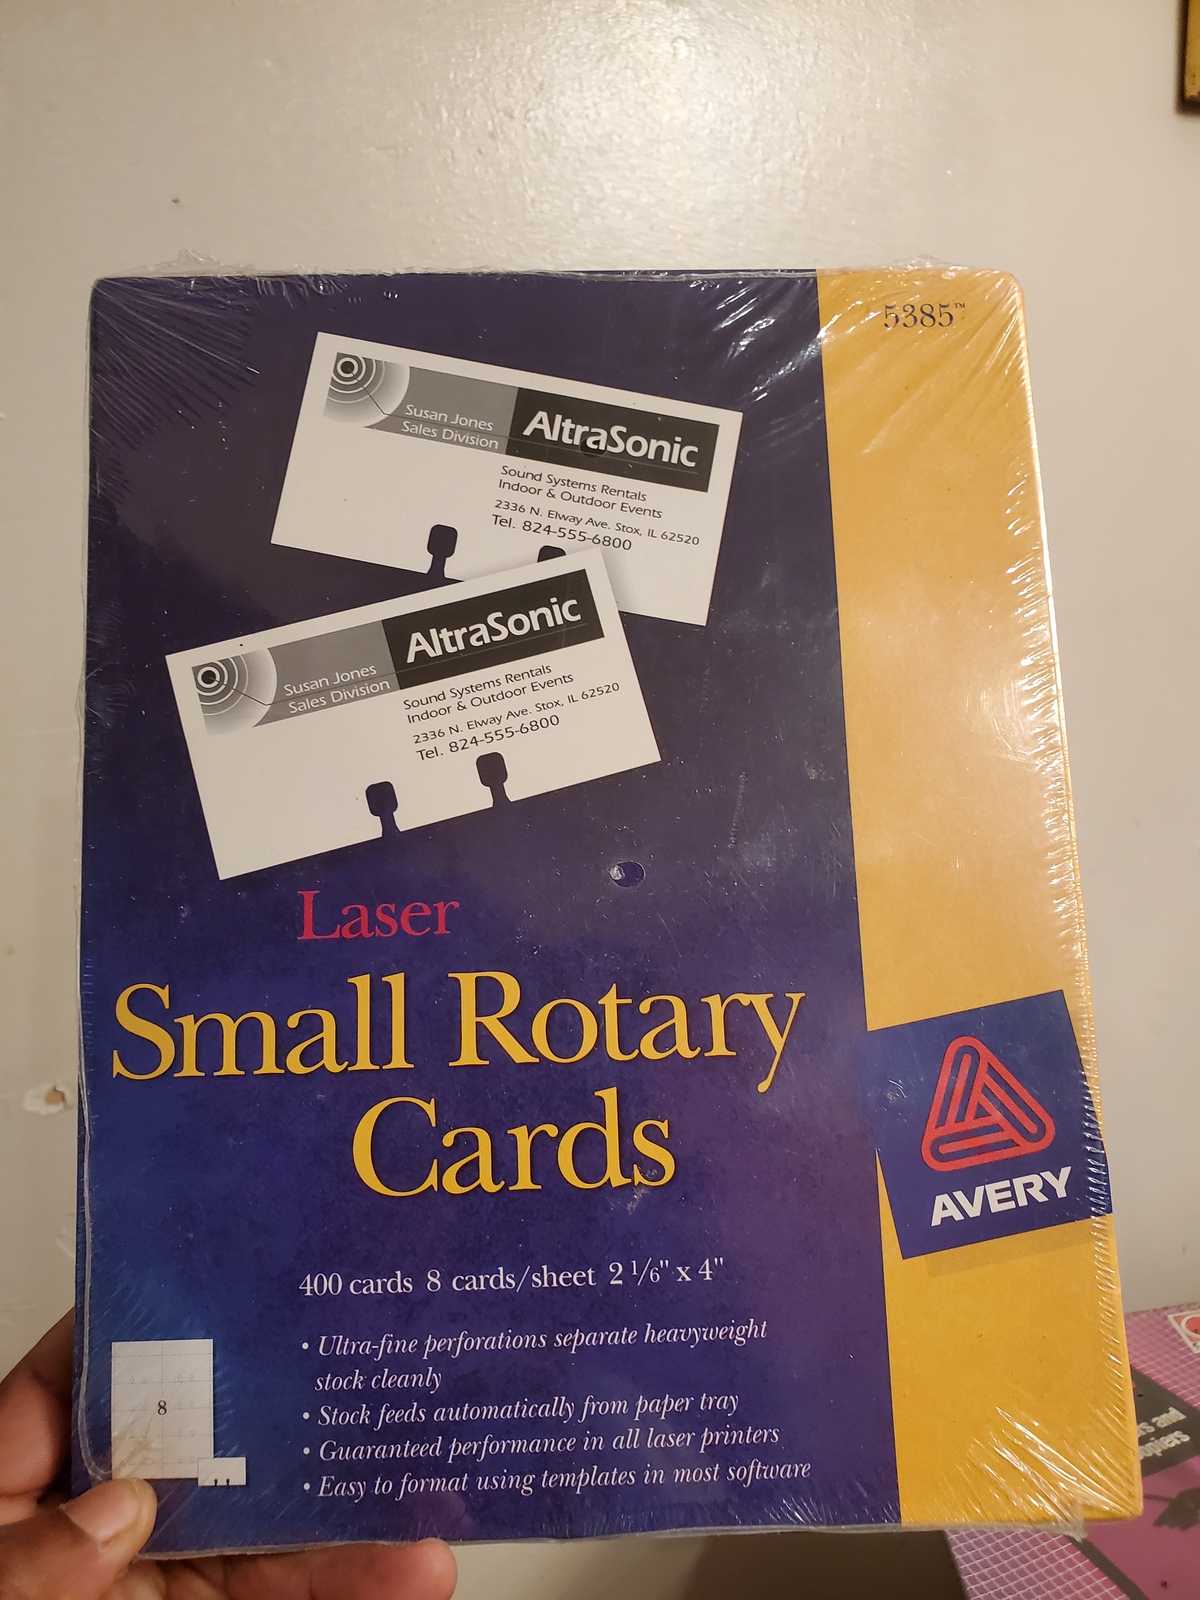 5385™
Susan Jones
Sales Division
AltraSonic
Sound Systems Rentals
Indoor & Outdoor Events
2336 N. Elway Ave. Stox, IL 62520
Tel. 824-555-6800
Susan Jones
Sales Division
AltraSonic
Sound Systems Rentals
Indoor & Outdoor Events
2336 N. Elway Ave. Stox, IL 62520
Tel. 824-555-6800
Laser
Small Rotary
Cards
AVERY
400 cards 8 cards/sheet 2 1/6" x 4"
• Ultra-fine perforations separate heavyweight
stock cleanly
• Stock feeds automatically from paper tray
• Guaranteed performance in all laser printers
• Easy to format using templates in most software
8